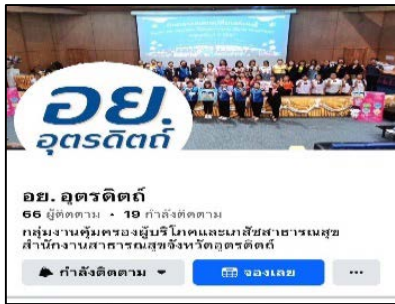 อย.
อุตรดิตถ์
อย. อุตรดิตถ์
66 ผู้ติดตาม • 19 กำลังติดตาม
กลุ่มงานคุ้มครองผู้บริโภคและเภสัชสาธารณสุข
สำนักงานสาธารณสุขจังหวัดอุตรดิตถ์
กำลังติดตาม
จองเลย